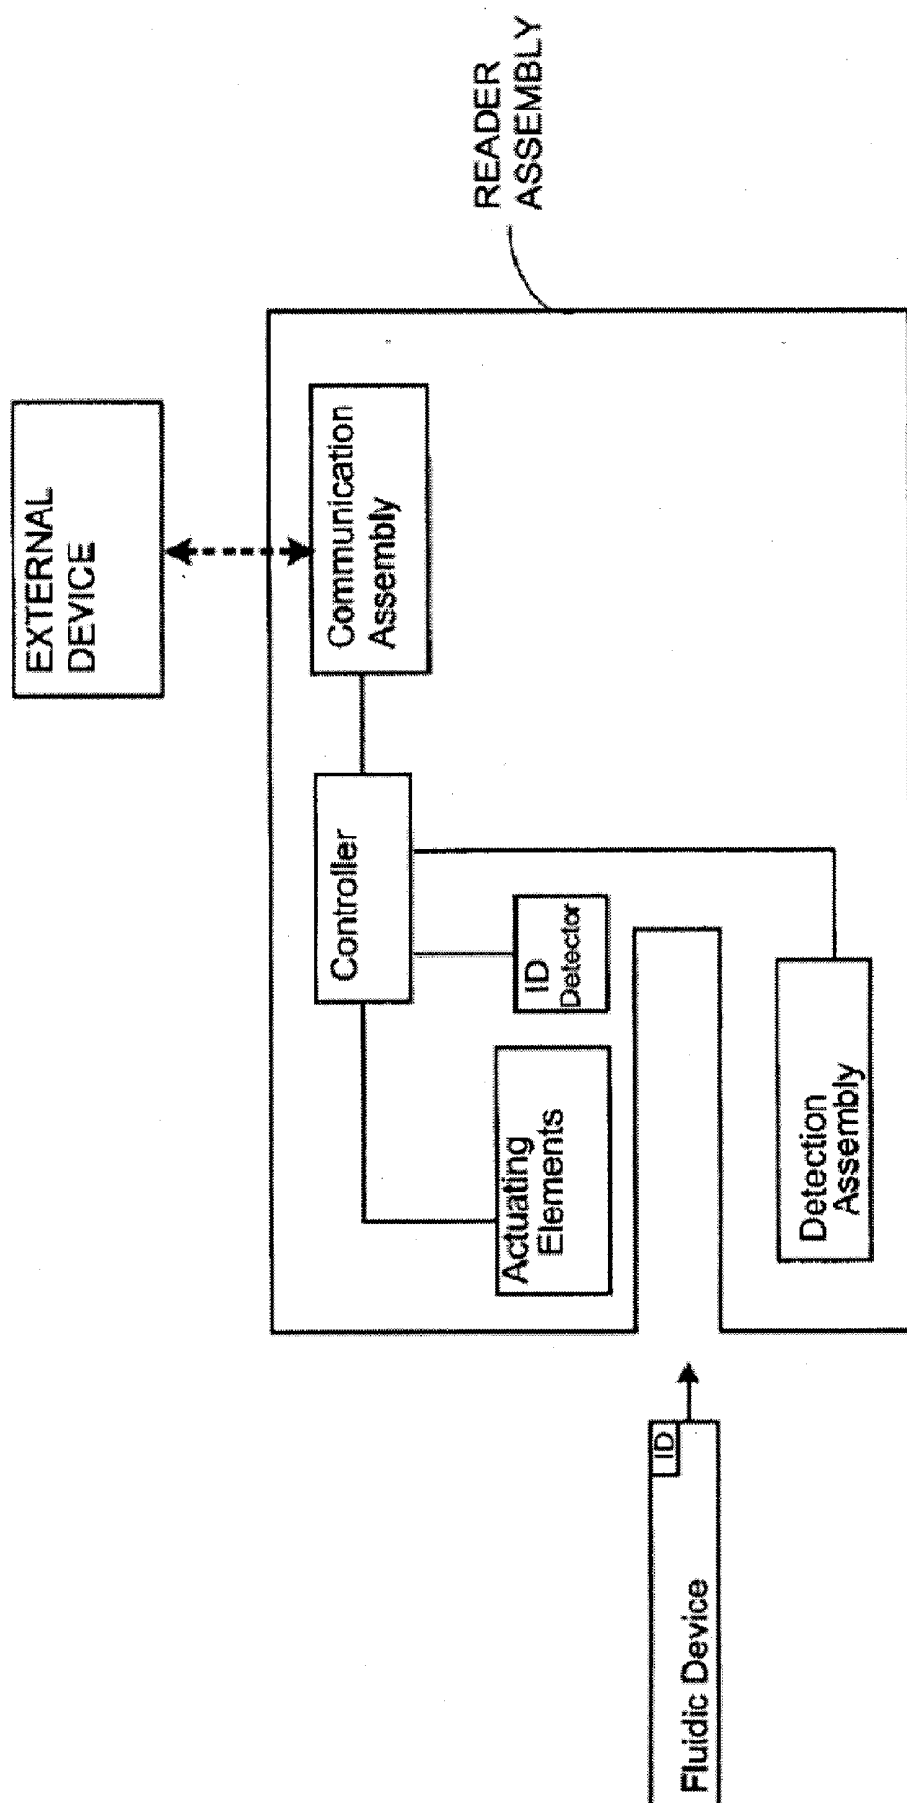 EXTERNAL
DEVICE
READER
ASSEMBLY
Communication
Assembly
Controller
ID
Detector
Actuating
Elements
Detection
Assembly
ID
Fluidic Device